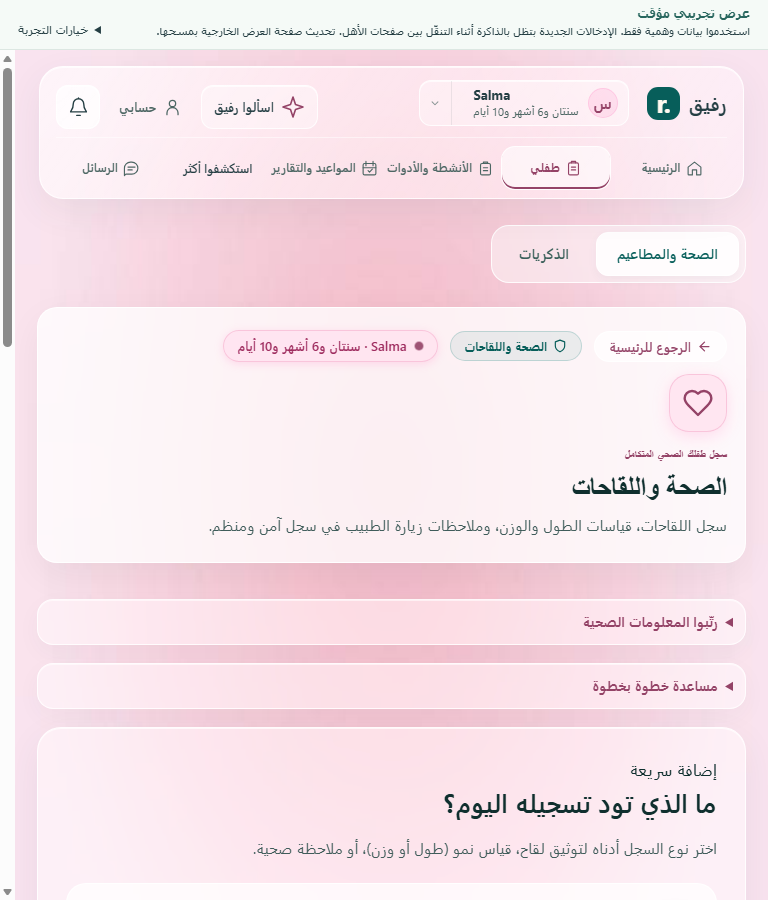 عرض تجريبي مؤقت
استخدموا بيانات وهمية فقط. الإدخالات الجديدة بتظل بالذاكرة أثناء التنقّل بين صفحات الأهل. تحديث صفحة العرض الخارجية بمسحها.
خيارات التجربة
رفيق
r.
س
Salma
سنتان و6 أشهر و10 أيام
اسألوا رفيق
حسابي
الرئيسية
طفلي
الأنشطة والأدوات
المواعيد والتقارير
استكشفوا أكثر
الرسائل
الصحة والمطاعيم
الذكريات
الرجوع للرئيسية
الصحة واللقاحات
Salma · سنتان و6 أشهر و10 أيام
سجل طفلك الصحي المتكامل
الصحة واللقاحات
سجل اللقاحات، قياسات الطول والوزن، وملاحظات زيارة الطبيب في سجل آمن ومنظم.
رتّبوا المعلومات الصحية
مساعدة خطوة بخطوة
إضافة سريعة
ما الذي تود تسجيله اليوم؟
اختر نوع السجل أدناه لتوثيق لقاح، قياس نمو (طول أو وزن)، أو ملاحظة صحية.